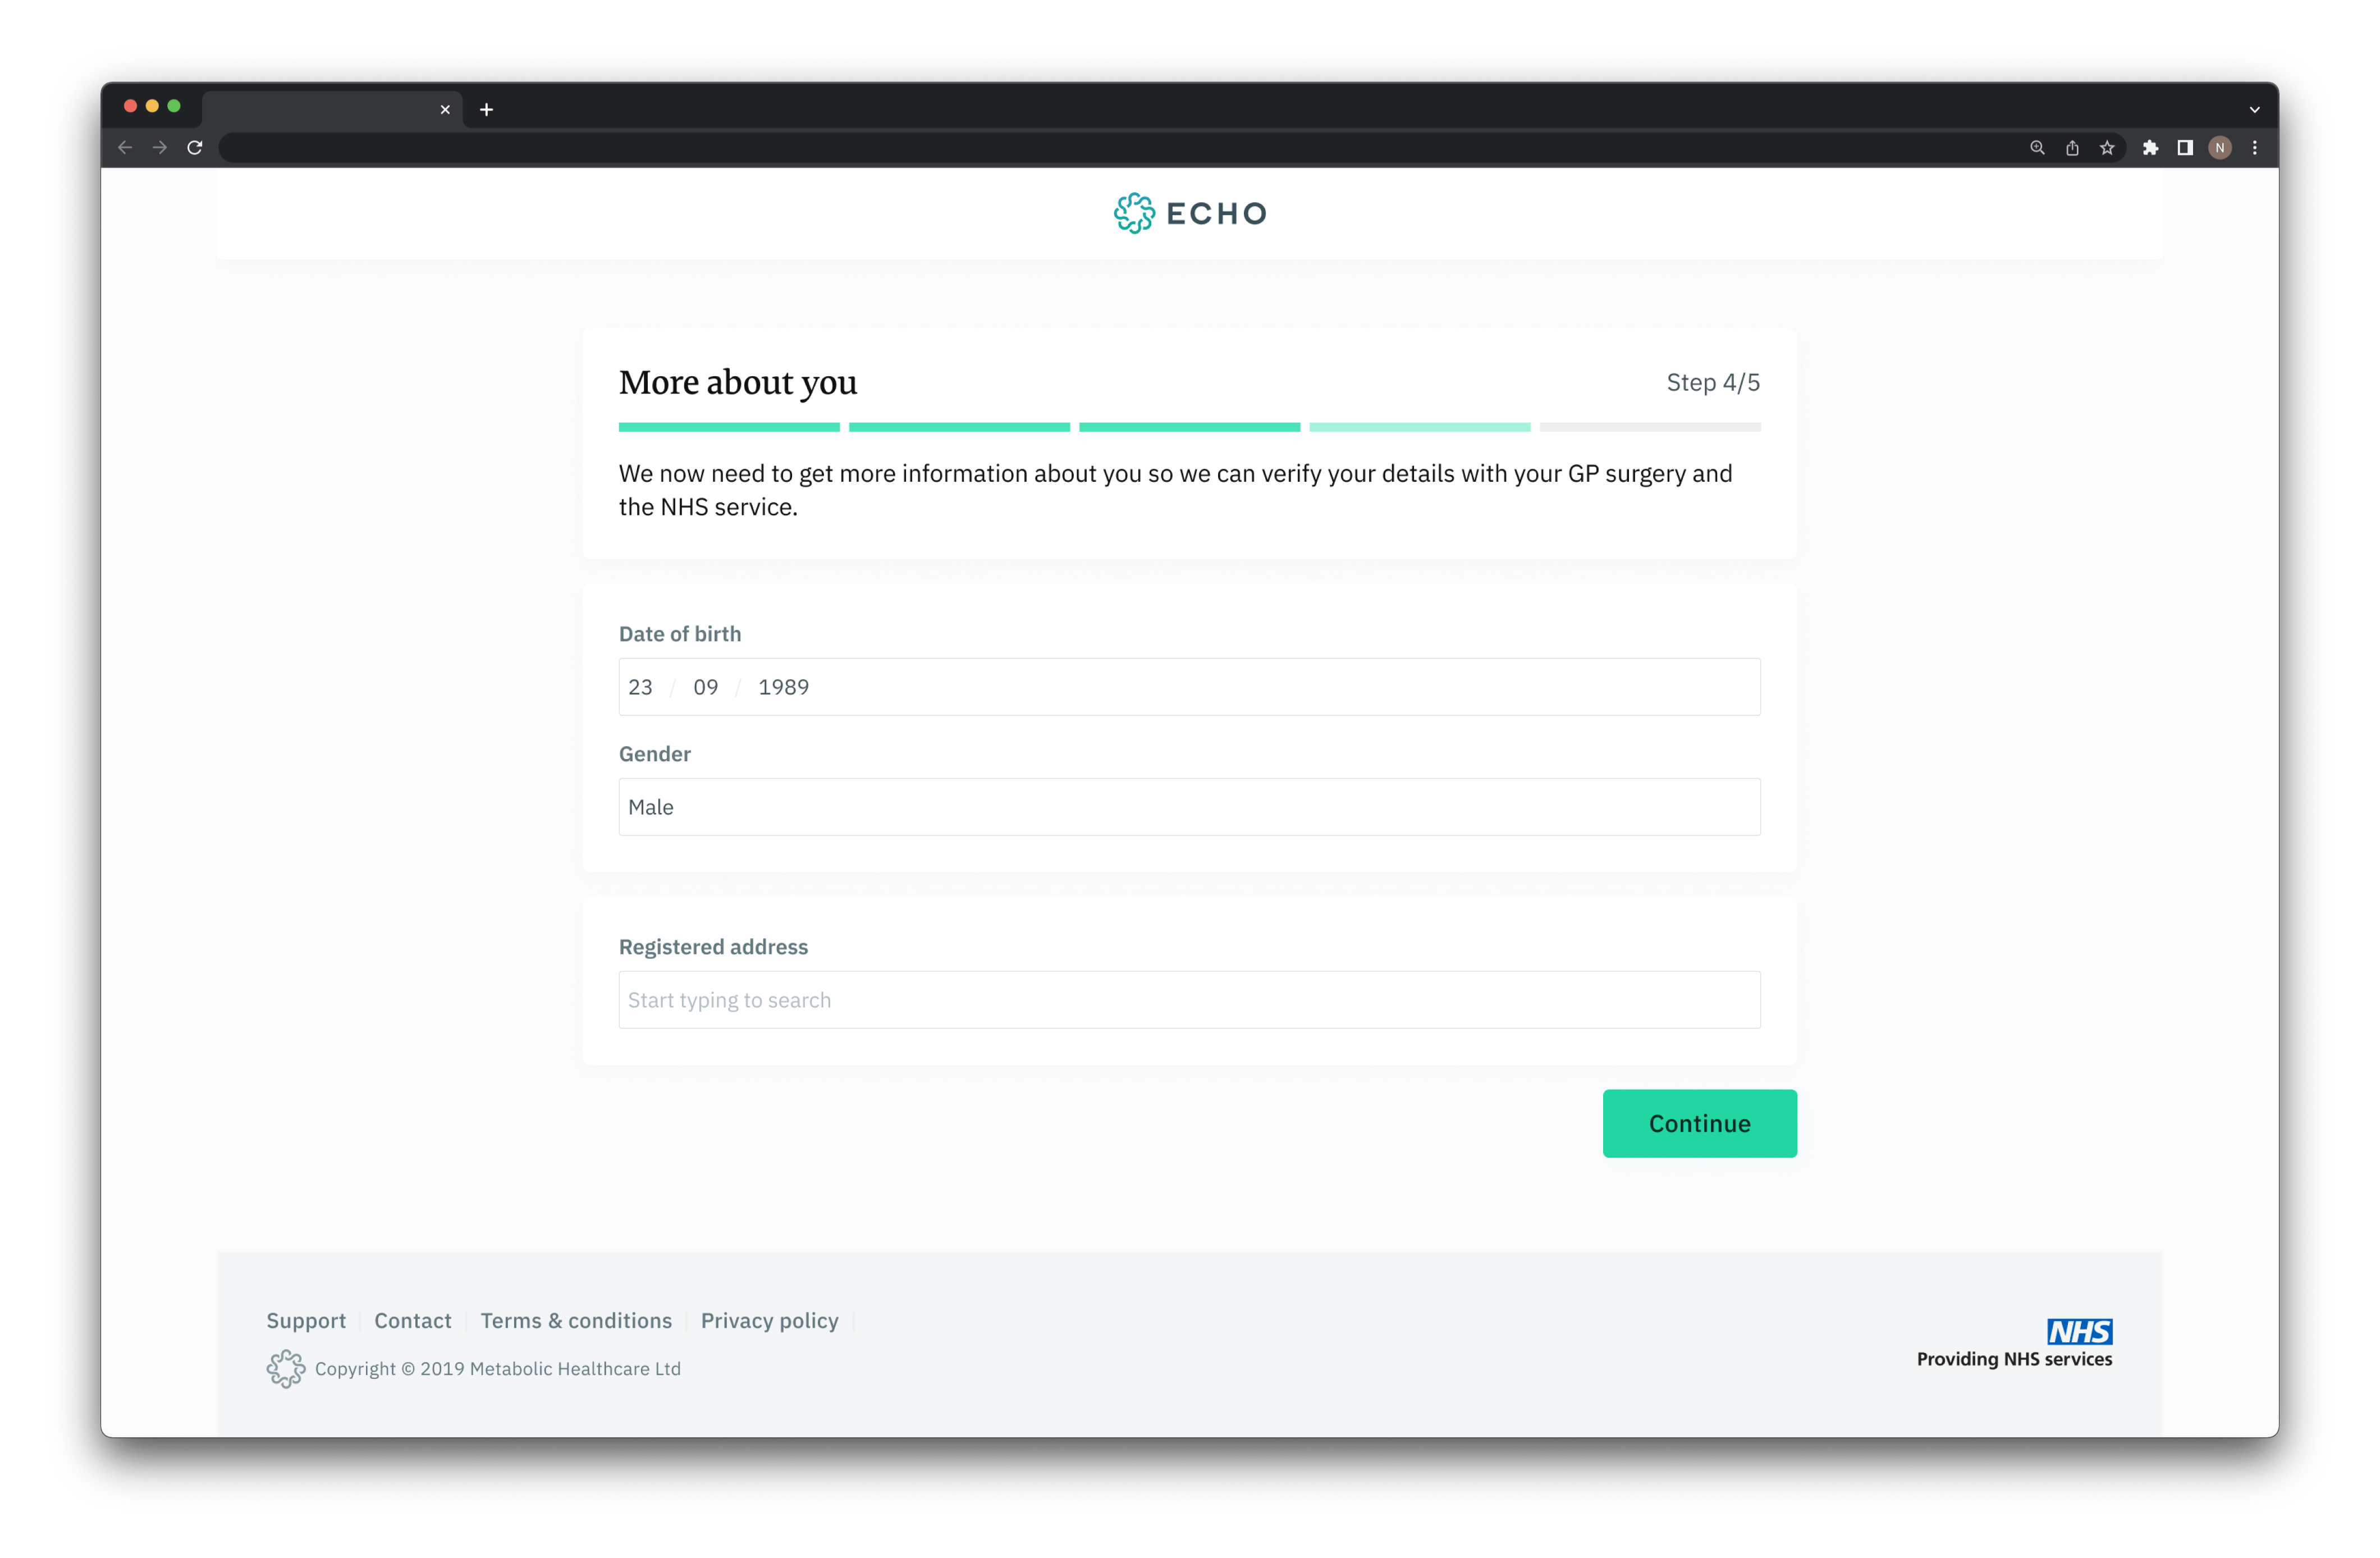 N
ECHO
More about you
Step 4/5
We now need to get more information about you so we can verify your details with your GP surgery and
the NHS service.
Date of birth
23 / 09 / 1989
Gender
Male
Registered address
Start typing to search
Continue
Support | Contact | Terms & conditions | Privacy policy |
Copyright © 2019 Metabolic Healthcare Ltd
NHS
Providing NHS services